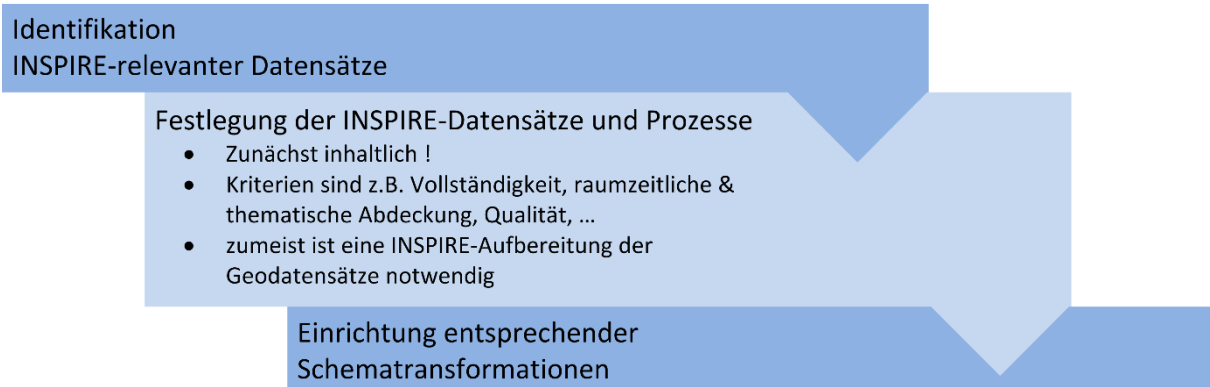 Identifikation
INSPIRE-relevanter Datensätze
Festlegung der INSPIRE-Datensätze und Prozesse
• Zunächst inhaltlich !
• Kriterien sind z.B. Vollständigkeit, raumzeitliche &
thematische Abdeckung, Qualität, ...
• zumeist ist eine INSPIRE-Aufbereitung der
Geodatensätze notwendig
Einrichtung entsprechender
Schematransformationen